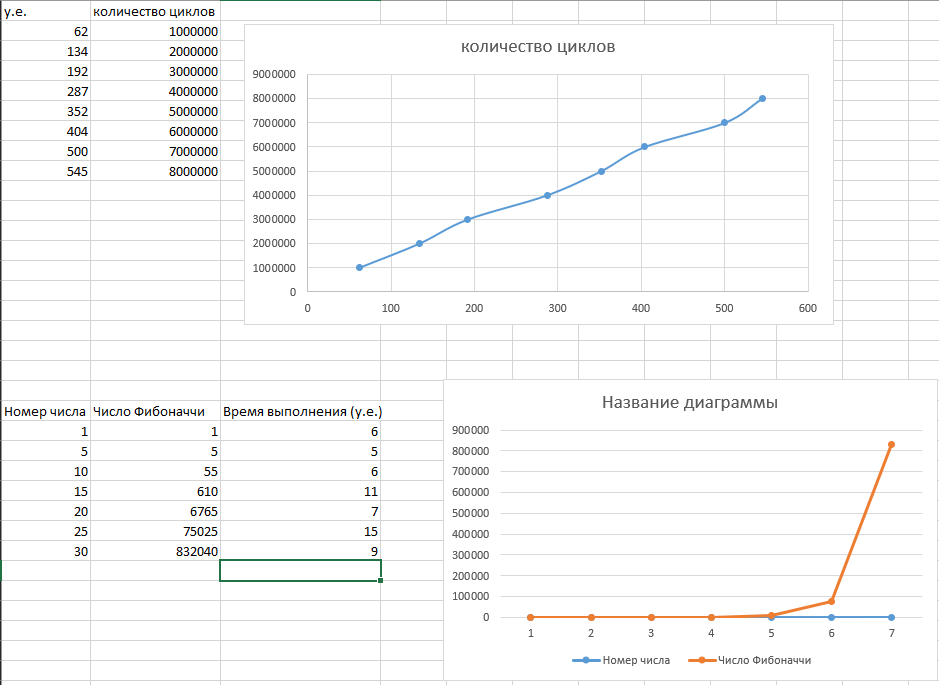 у.е. количество циклов
62 1000000
134 2000000
192 3000000
287 4000000
352 5000000
404 6000000
500 7000000
545 8000000
количество циклов
9000000
8000000
7000000
6000000
5000000
4000000
3000000
2000000
1000000
0
0 100 200 300 400 500 600
Номер числа Число Фибоначчи Время выполнения (у.е.)
1 1 6
5 5 5
10 55 6
15 610 11
20 6765 7
25 75025 15
30 832040 9
Название диаграммы
900000
800000
700000
600000
500000
400000
300000
200000
100000
0
1 2 3 4 5 6 7
Номер числа Число Фибоначчи